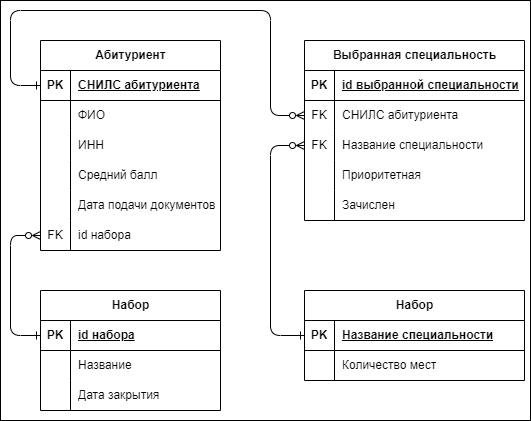 Абитуриент
PK СНИЛС абитуриента
ФИО
ИНН
Средний балл
Дата подачи документов
FK id набора
Выбранная специальность
PK id выбранной специальности
FK СНИЛС абитуриента
FK Название специальности
Приоритетная
Зачислен
Набор
PK id набора
Название
Дата закрытия
Набор
PK Название специальности
Количество мест